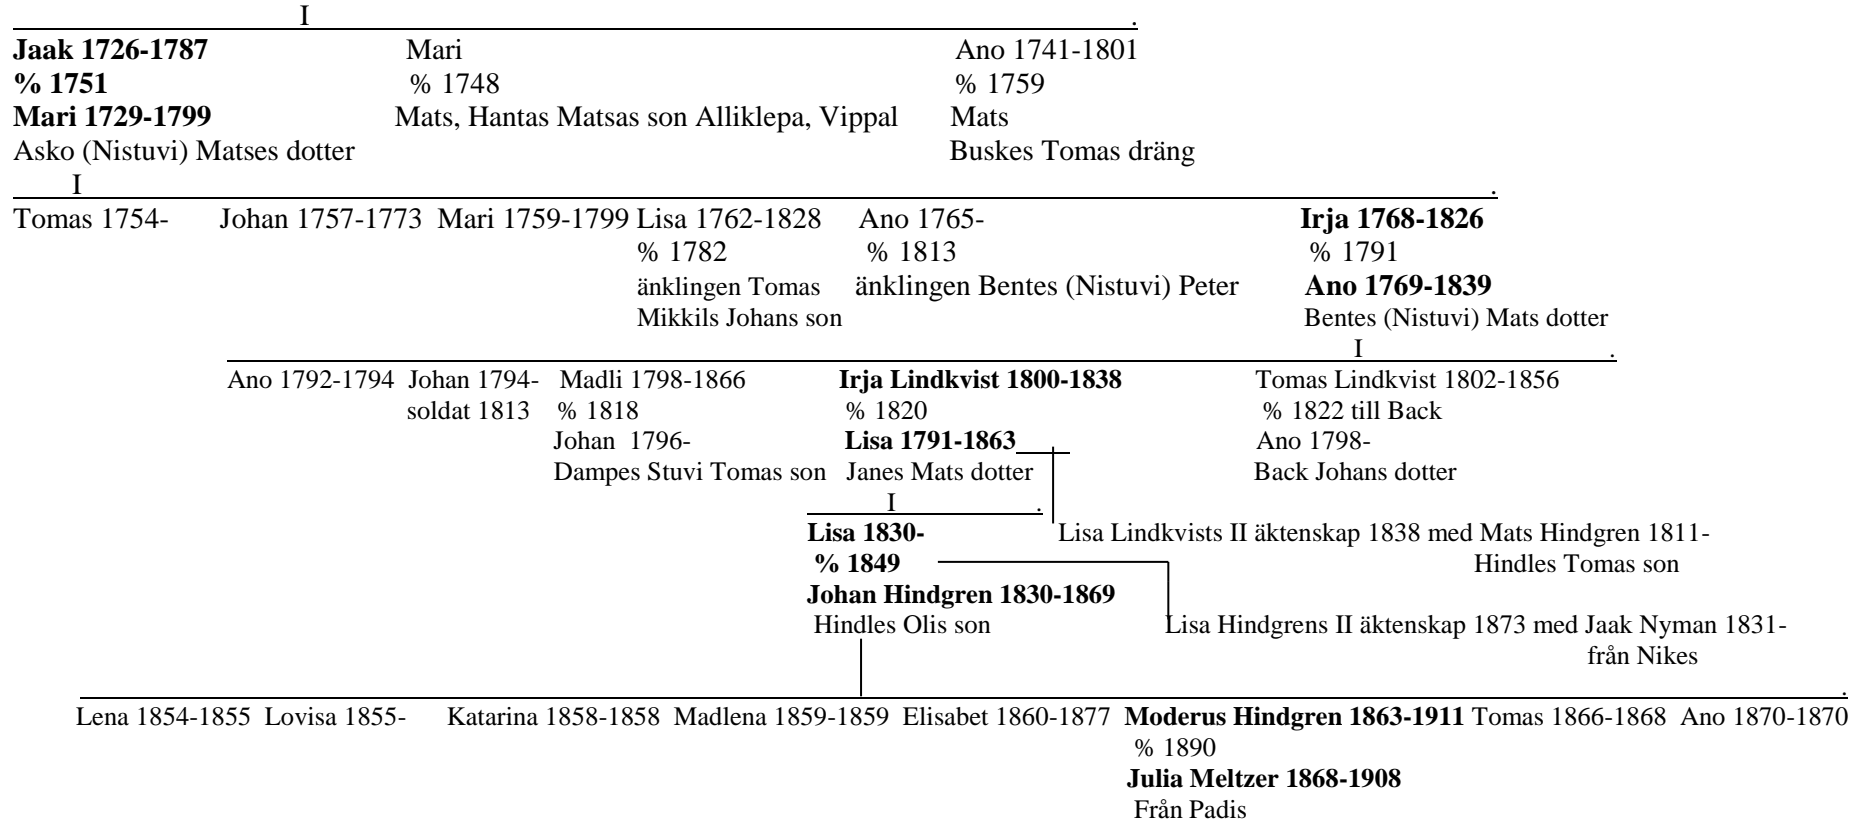 I .
Jaak 1726-1787 Mari Ano 1741-1801
% 1751 % 1748 % 1759
Mari 1729-1799 Mats, Hantas Matsas son Alliklepa, Vippal Mats
Asko (Nistuvi) Matses dotter Buskes Tomas dräng
I .
Tomas 1754- Johan 1757-1773 Mari 1759-1799 Lisa 1762-1828 Ano 1765- Irja 1768-1826
% 1782 % 1813 % 1791
änklingen Tomas änklingen Bentes (Nistuvi) Peter Ano 1769-1839
Mikkils Johans son Bentes (Nistuvi) Mats dotter
I .
Ano 1792-1794 Johan 1794- Madli 1798-1866 Irja Lindkvist 1800-1838 Tomas Lindkvist 1802-1856
soldat 1813 % 1818 % 1820 % 1822 till Back
Johan 1796- Lisa 1791-1863 Ano 1798-
Dampes Stuvi Tomas son Janes Mats dotter Back Johans dotter
I .
Lisa 1830- Lisa Lindkvists II äktenskap 1838 med Mats Hindgren 1811-
% 1849 Hindles Tomas son
Johan Hindgren 1830-1869
Hindles Olis son Lisa Hindgrens II äktenskap 1873 med Jaak Nyman 1831-
från Nikes
.
Lena 1854-1855 Lovisa 1855- Katarina 1858-1858 Madlena 1859-1859 Elisabet 1860-1877 Moderus Hindgren 1863-1911 Tomas 1866-1868 Ano 1870-1870
% 1890
Julia Meltzer 1868-1908
Från Padis